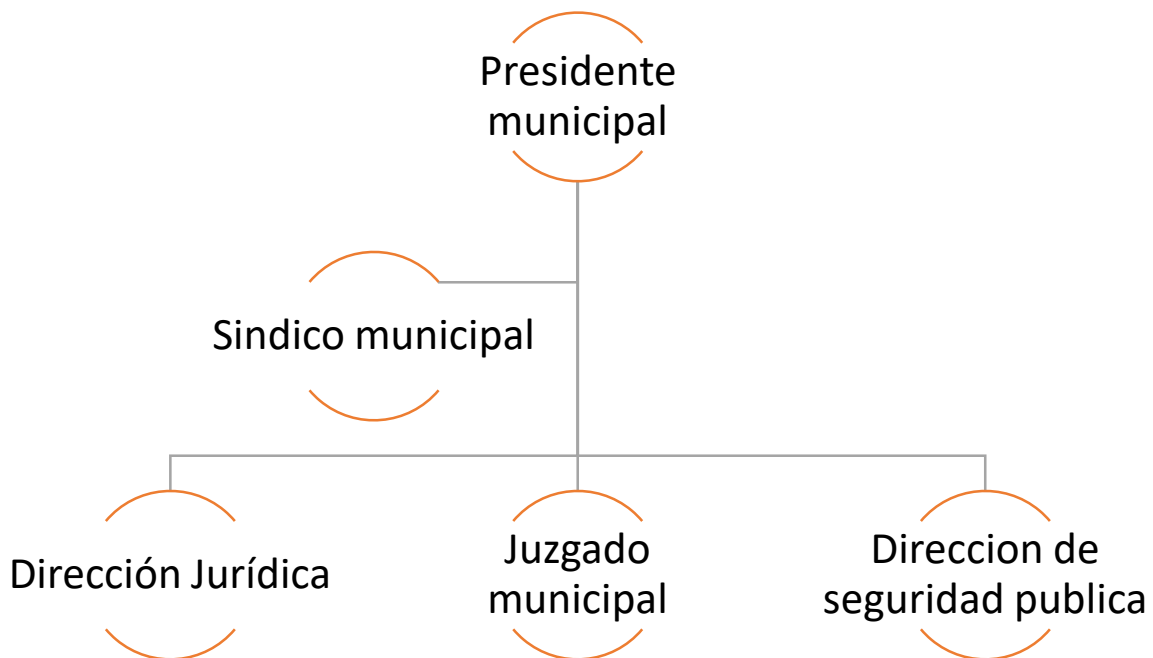 Presidente
municipal
Sindico municipal
Dirección Jurídica
Juzgado
municipal
Direccion de
seguridad publica